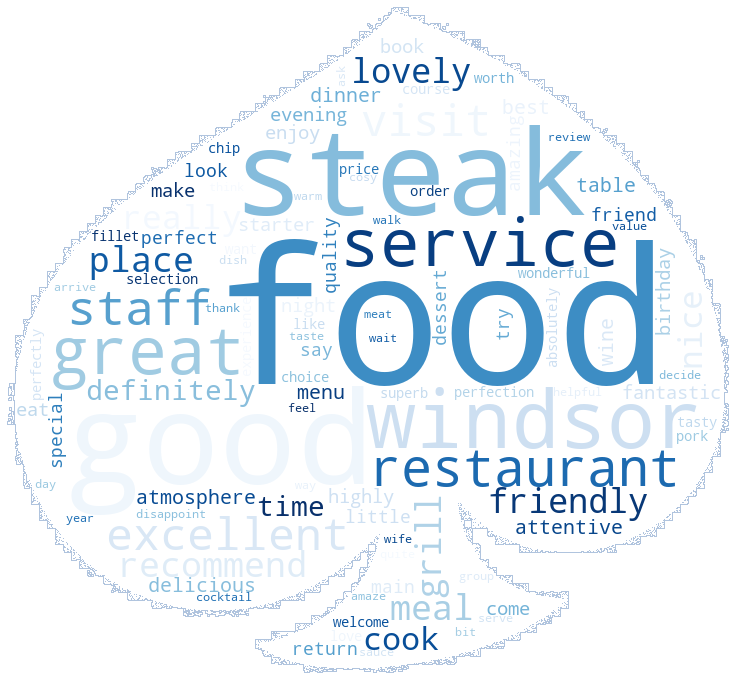 book
lovely
worth
ask
course
dinner
visit
best
evening
enjoy
amazing
steak
review
chip
look
price
cosy
table
make
warm
order
really
starter
walk
friend
value
fillet
perfect
quality
service
want
place
dish
selection
wonderful
birthday
arrive
staff
thank
night
food
dessert
try
absolutely
wine
nice
meat
like
taste
wait
great
say
perfectly
choice
decide
definitely
menu
superb
perfection
helpful
fantastic
eat
feel
good
windsor
tasty
pork
special
restaurant
day
atmosphere
time
way
highly
grill
friendly
year
disappoint
little
attentive
excellent
wife
recommend
delicious
main
group
cocktail
amaze
meal
come
welcome
serve
bit
love
cook
return
sauce